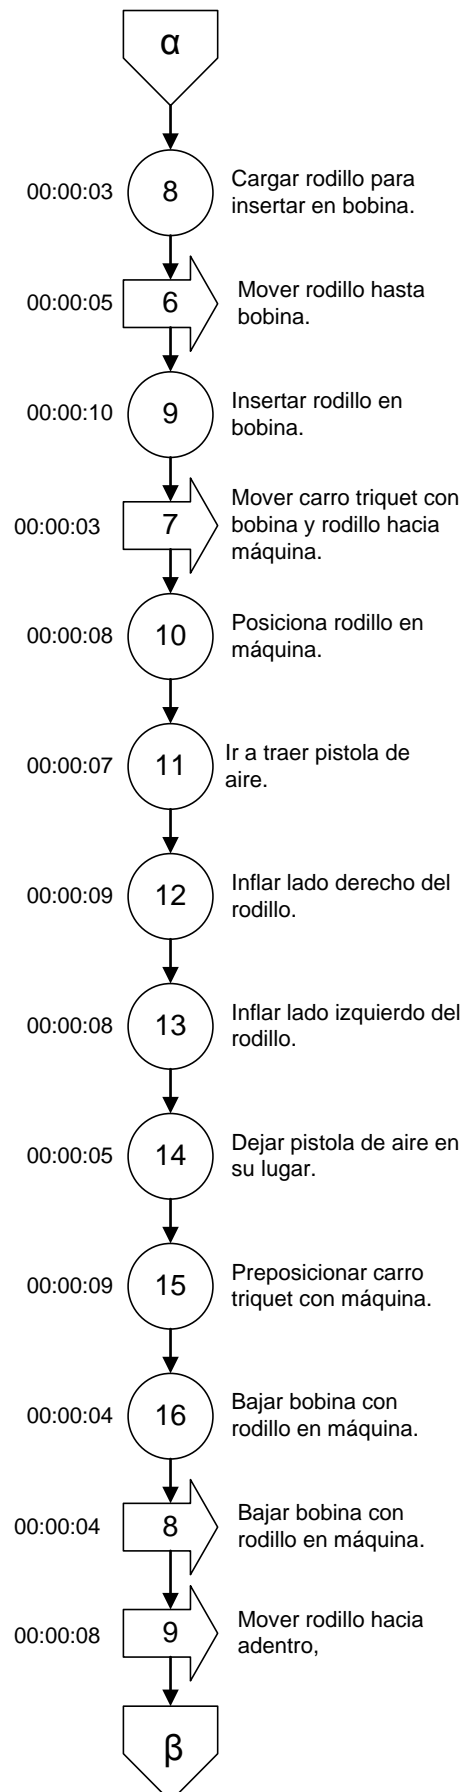 α
00:00:03
8
Cargar rodillo para
insertar en bobina.
00:00:05
6
Mover rodillo hasta
bobina.
00:00:10
9
Insertar rodillo en
bobina.
00:00:03
7
Mover carro triquet con
bobina y rodillo hacia
máquina.
00:00:08
10
Posiciona rodillo en
máquina.
00:00:07
11
Ir a traer pistola de
aire.
00:00:09
12
Inflar lado derecho del
rodillo.
00:00:08
13
Inflar lado izquierdo del
rodillo.
00:00:05
14
Dejar pistola de aire en
su lugar.
00:00:09
15
Preposicionar carro
triquet con máquina.
00:00:04
16
Bajar bobina con
rodillo en máquina.
00:00:04
8
Bajar bobina con
rodillo en máquina.
00:00:08
9
Mover rodillo hacia
adentro,
β